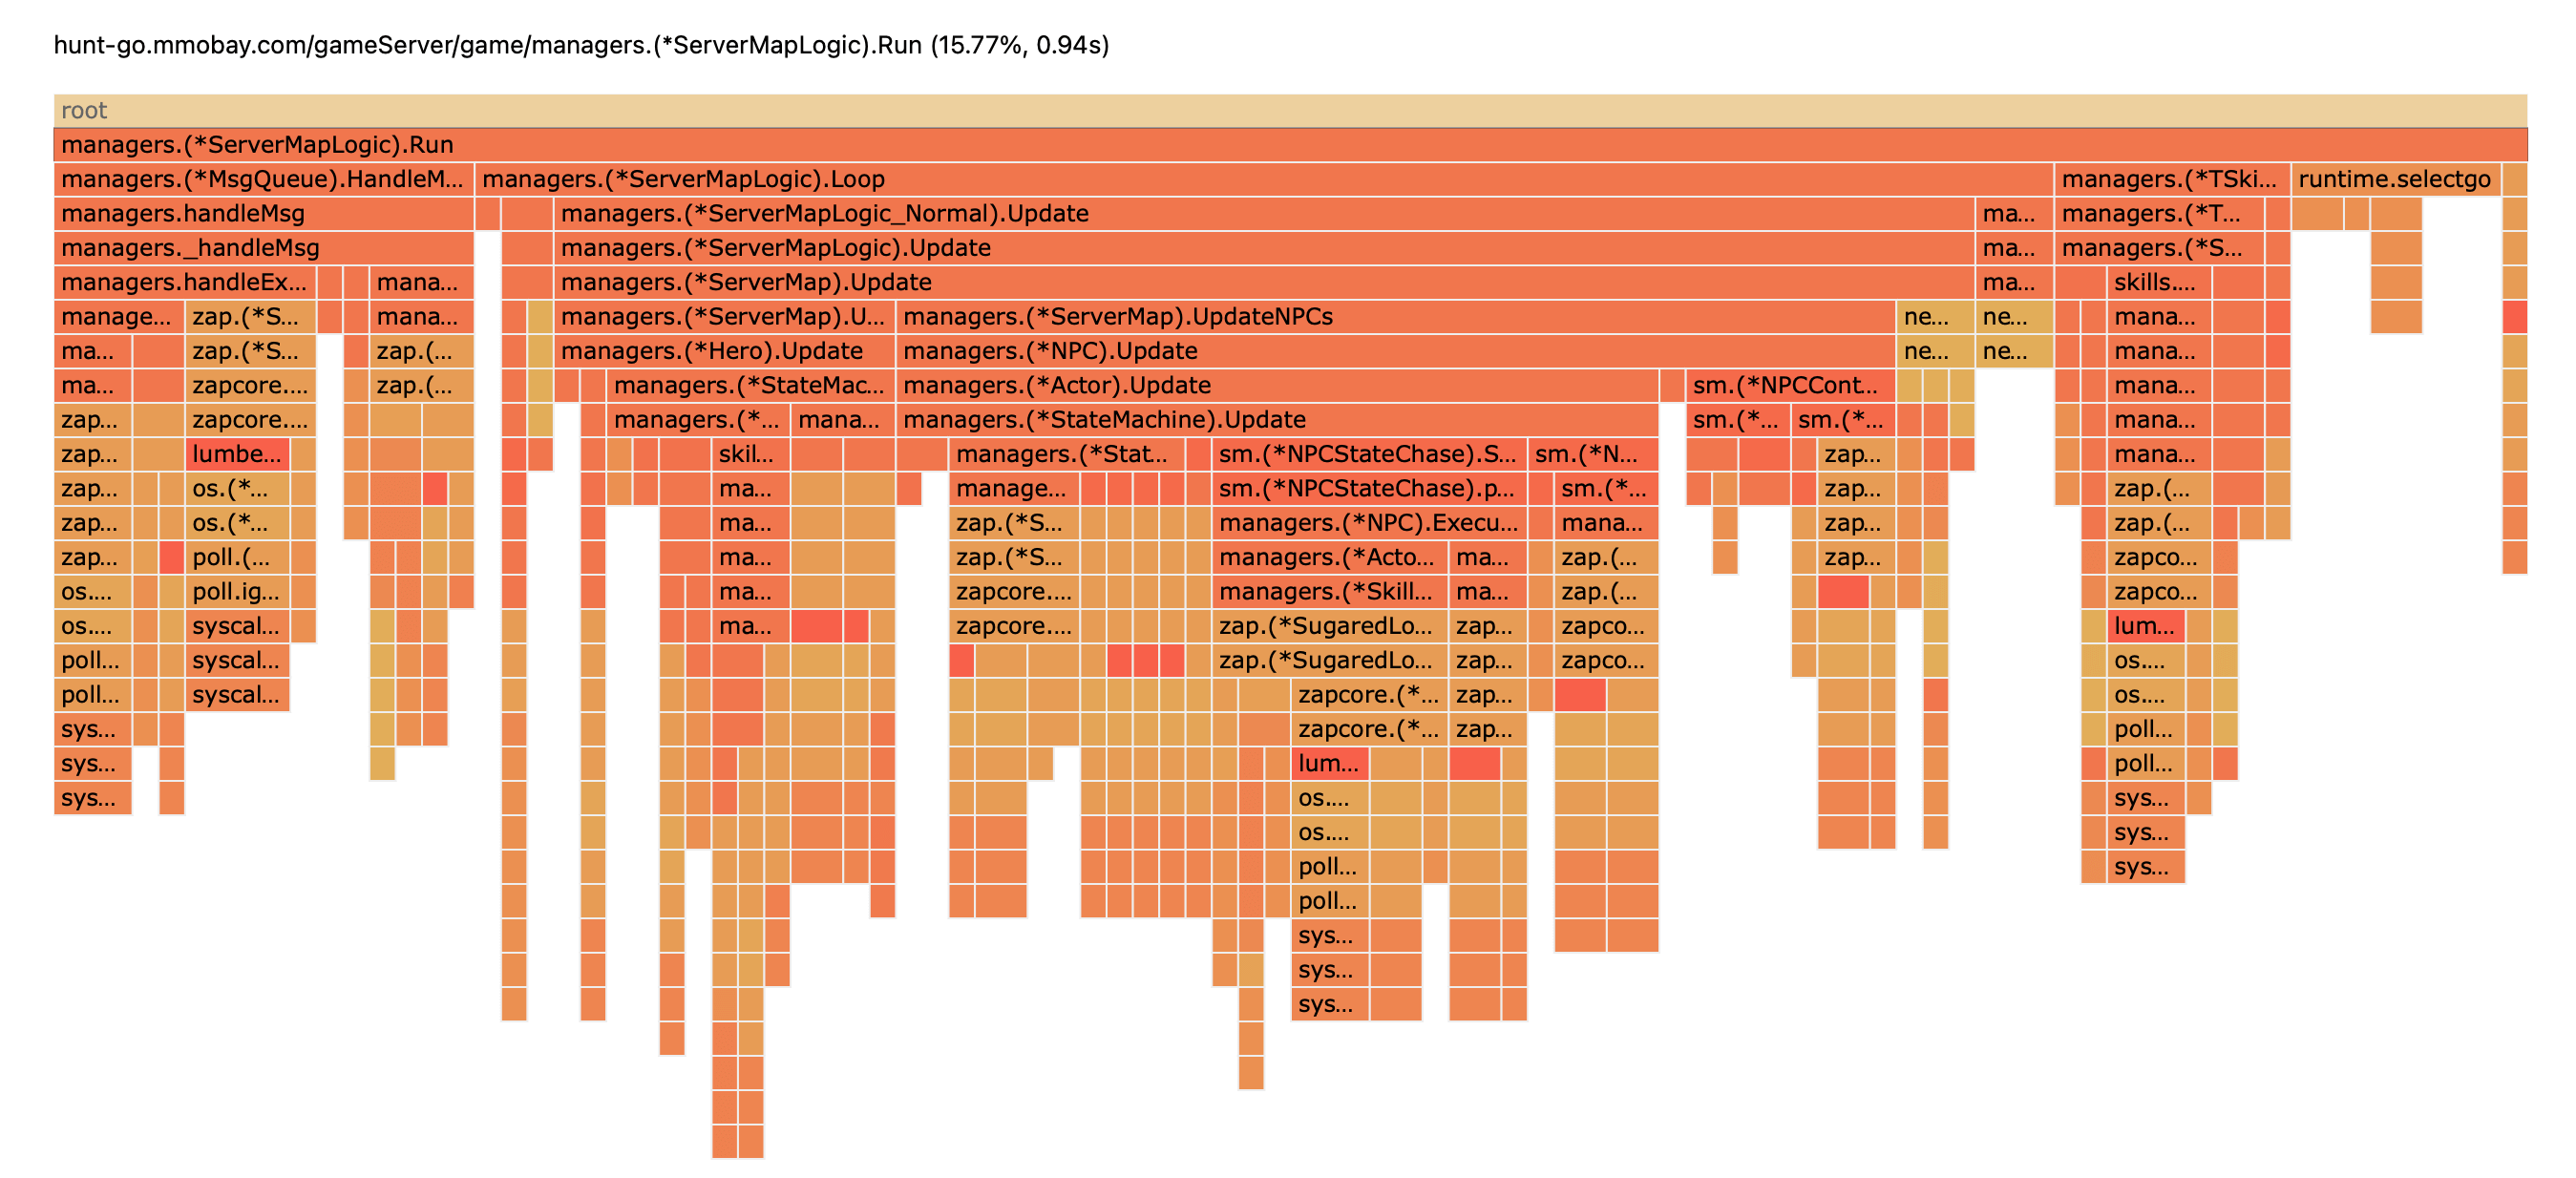 hunt-go.mmobay.com/gameServer/game/managers.(*ServerMapLogic).Run (15.77%, 0.94s)
root
managers.(*ServerMapLogic).Run
managers.(*MsgQueue).HandleM... managers.(*ServerMapLogic).Loop managers.(*TSki... runtime.selectgo
managers.handleMsg managers.(*ServerMapLogic_Normal).Update ma... managers.(*T...
managers._handleMsg managers.(*ServerMapLogic).Update ma... managers.(*S...
managers.handleEx... mana... managers.(*ServerMap).Update ma... skills....
manage... zap.(*S... mana... managers.(*ServerMap).U... managers.(*ServerMap).UpdateNPCs ne... ne... mana...
ma... zap.(*S... zap.(... managers.(*Hero).Update managers.(*NPC).Update ne... ne... mana...
ma... zapcore.... zap.(... managers.(*StateMac... managers.(*Actor).Update sm.(*NPCCont... mana...
zap... zapcore.... managers.(*... mana... managers.(*StateMachine).Update sm.(*... sm.(*... mana...
zap... lumbe... skil... managers.(*Stat... sm.(*NPCStateChase).S... sm.(*N... zap... mana...
zap... os.(*... ma... manage... sm.(*NPCStateChase).p... sm.(*... zap... zap.(...
zap... os.(*... ma... zap.(*S... managers.(*NPC).Execu... mana... zap... zap.(...
zap... poll.(... ma... zap.(*S... managers.(*Acto... ma... zap.(... zap... zapco...
os.... poll.ig... ma... zapcore.... managers.(*Skill... ma... zap.(... zapco...
os.... syscal... ma... zapcore.... zap.(*SugaredLo... zap... zapco... lum...
poll... syscal... zap.(*SugaredLo... zap... zapco... os....
poll... syscal... zapcore.(*... zap... os....
sys... zapcore.(*... zap... poll...
sys... lum... poll...
sys... os.... sys...
os.... sys...
poll... sys...
poll...
sys...
sys...
sys...